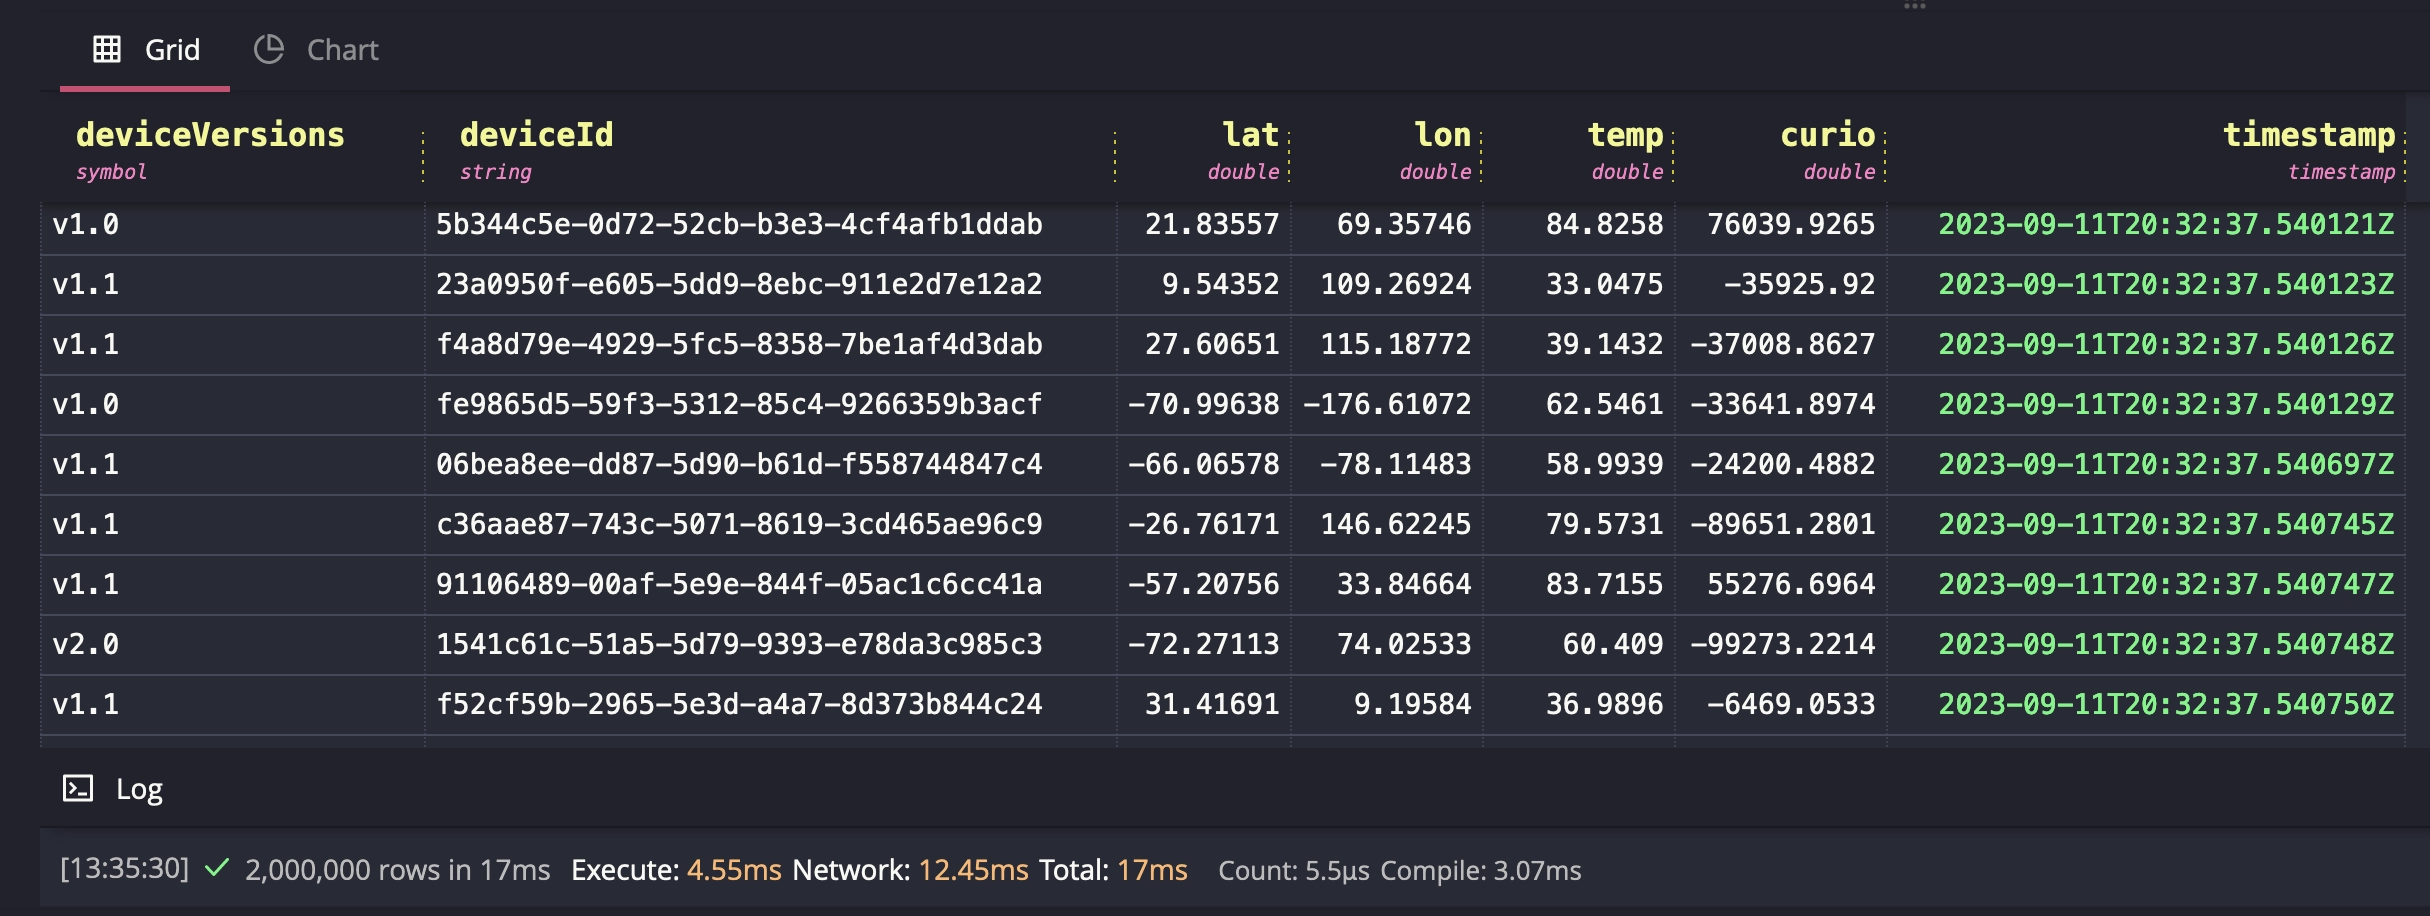 Grid Chart
deviceVersions deviceId lat lon temp curio timestamp
symbol string double double double double timestamp
v1.0 5b344c5e-0d72-52cb-b3e3-4cf4afb1ddab 21.83557 69.35746 84.8258 76039.9265 2023-09-11T20:32:37.540121Z
v1.1 23a0950f-e605-5dd9-8ebc-911e2d7e12a2 9.54352 109.26924 33.0475 -35925.92 2023-09-11T20:32:37.540123Z
v1.1 f4a8d79e-4929-5fc5-8358-7be1af4d3dab 27.60651 115.18772 39.1432 -37008.8627 2023-09-11T20:32:37.540126Z
v1.0 fe9865d5-59f3-5312-85c4-9266359b3acf -70.99638 -176.61072 62.5461 -33641.8974 2023-09-11T20:32:37.540129Z
v1.1 06bea8ee-dd87-5d90-b61d-f558744847c4 -66.06578 -78.11483 58.9939 -24200.4882 2023-09-11T20:32:37.540697Z
v1.1 c36aae87-743c-5071-8619-3cd465ae96c9 -26.76171 146.62245 79.5731 -89651.2801 2023-09-11T20:32:37.540745Z
v1.1 91106489-00af-5e9e-844f-05ac1c6cc41a -57.20756 33.84664 83.7155 55276.6964 2023-09-11T20:32:37.540747Z
v2.0 1541c61c-51a5-5d79-9393-e78da3c985c3 -72.27113 74.02533 60.409 -99273.2214 2023-09-11T20:32:37.540748Z
v1.1 f52cf59b-2965-5e3d-a4a7-8d373b844c24 31.41691 9.19584 36.9896 -6469.0533 2023-09-11T20:32:37.540750Z
Log
[13:35:30] 2,000,000 rows in 17ms Execute: 4.55ms Network: 12.45ms Total: 17ms Count: 5.5μs Compile: 3.07ms